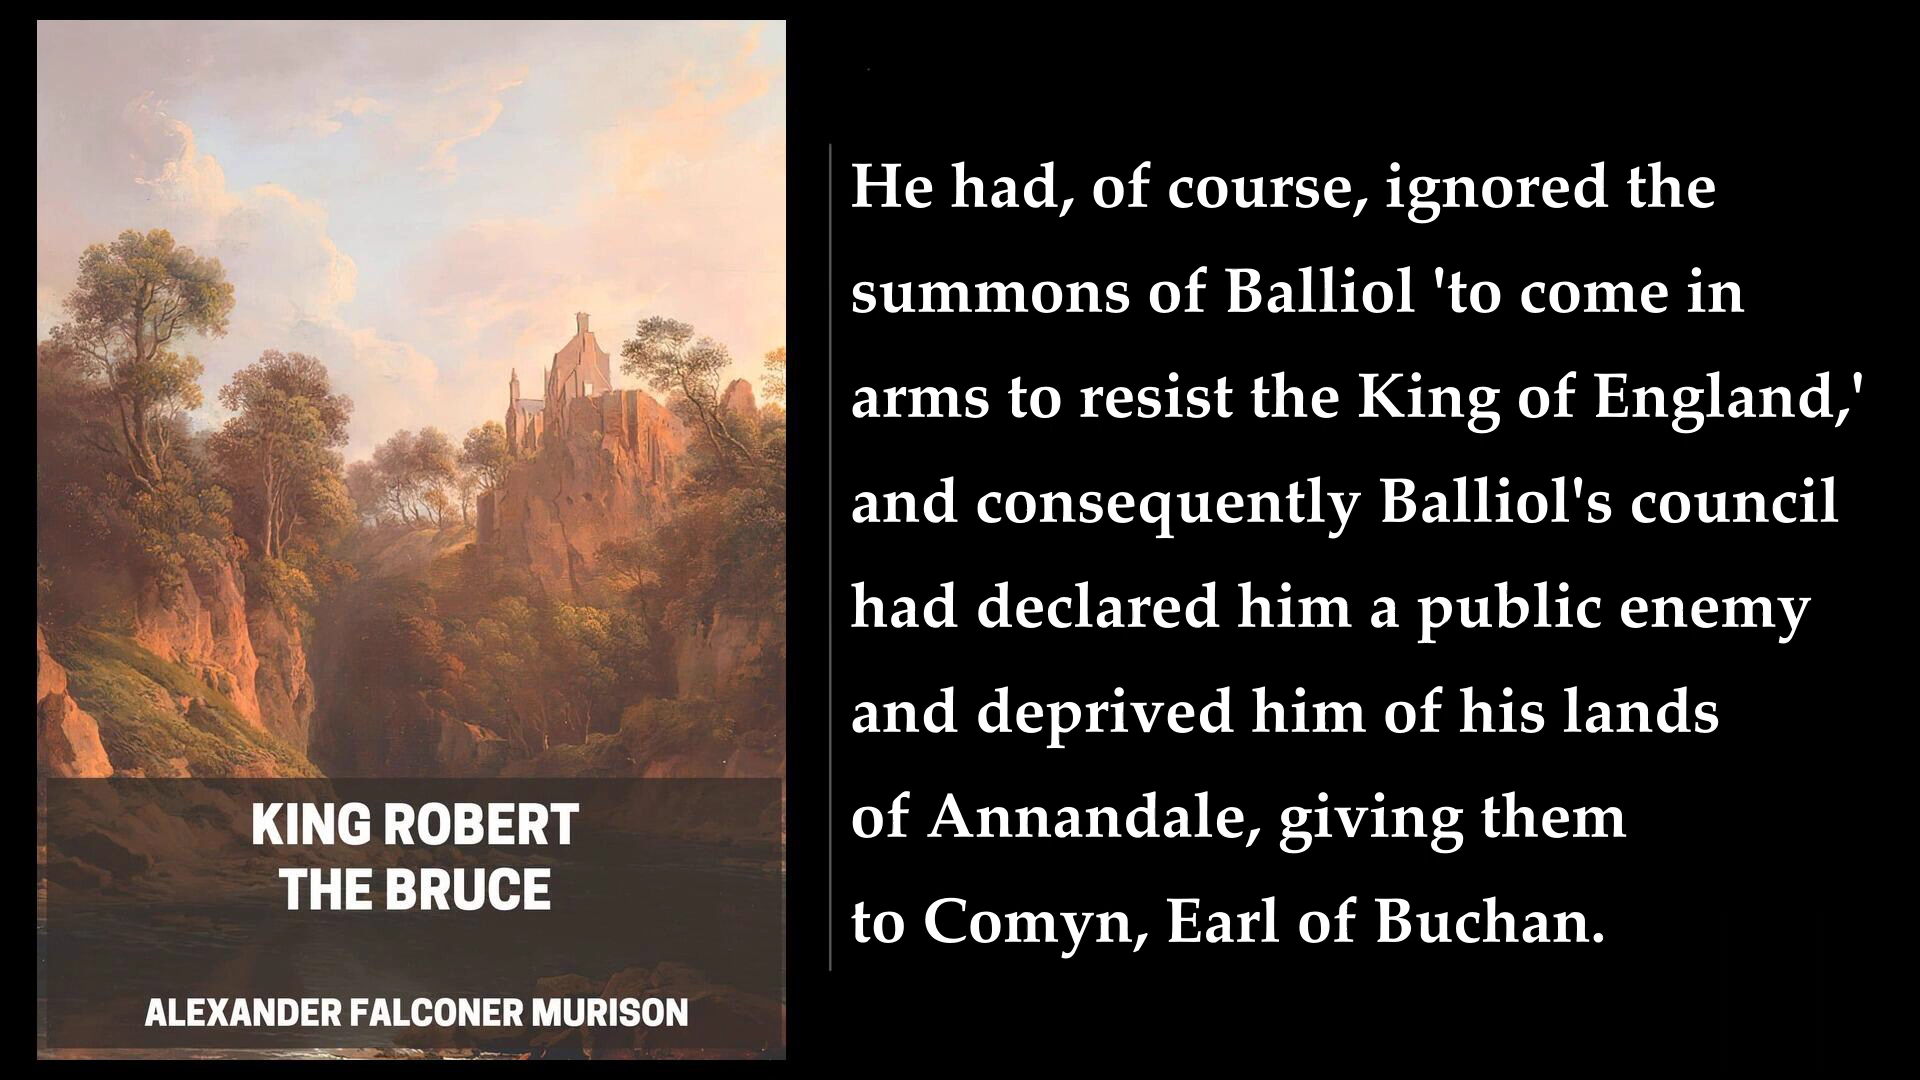 KING ROBERT
THE BRUCE
ALEXANDER FALCONER MURISON
He had, of course, ignored the
summons of Balliol 'to come in
arms to resist the King of England,'
and consequently Balliol's council
had declared him a public enemy
and deprived him of his lands
of Annandale, giving them
to Comyn, Earl of Buchan.